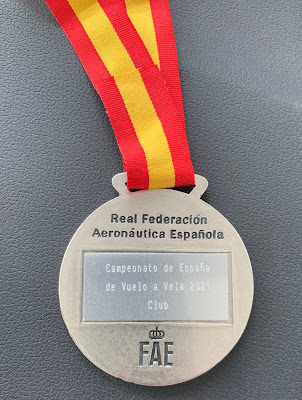 Real Federación
Aeronáutica Española
Campeonato de España
de Vuelo a Vela 2021
Club
FAE